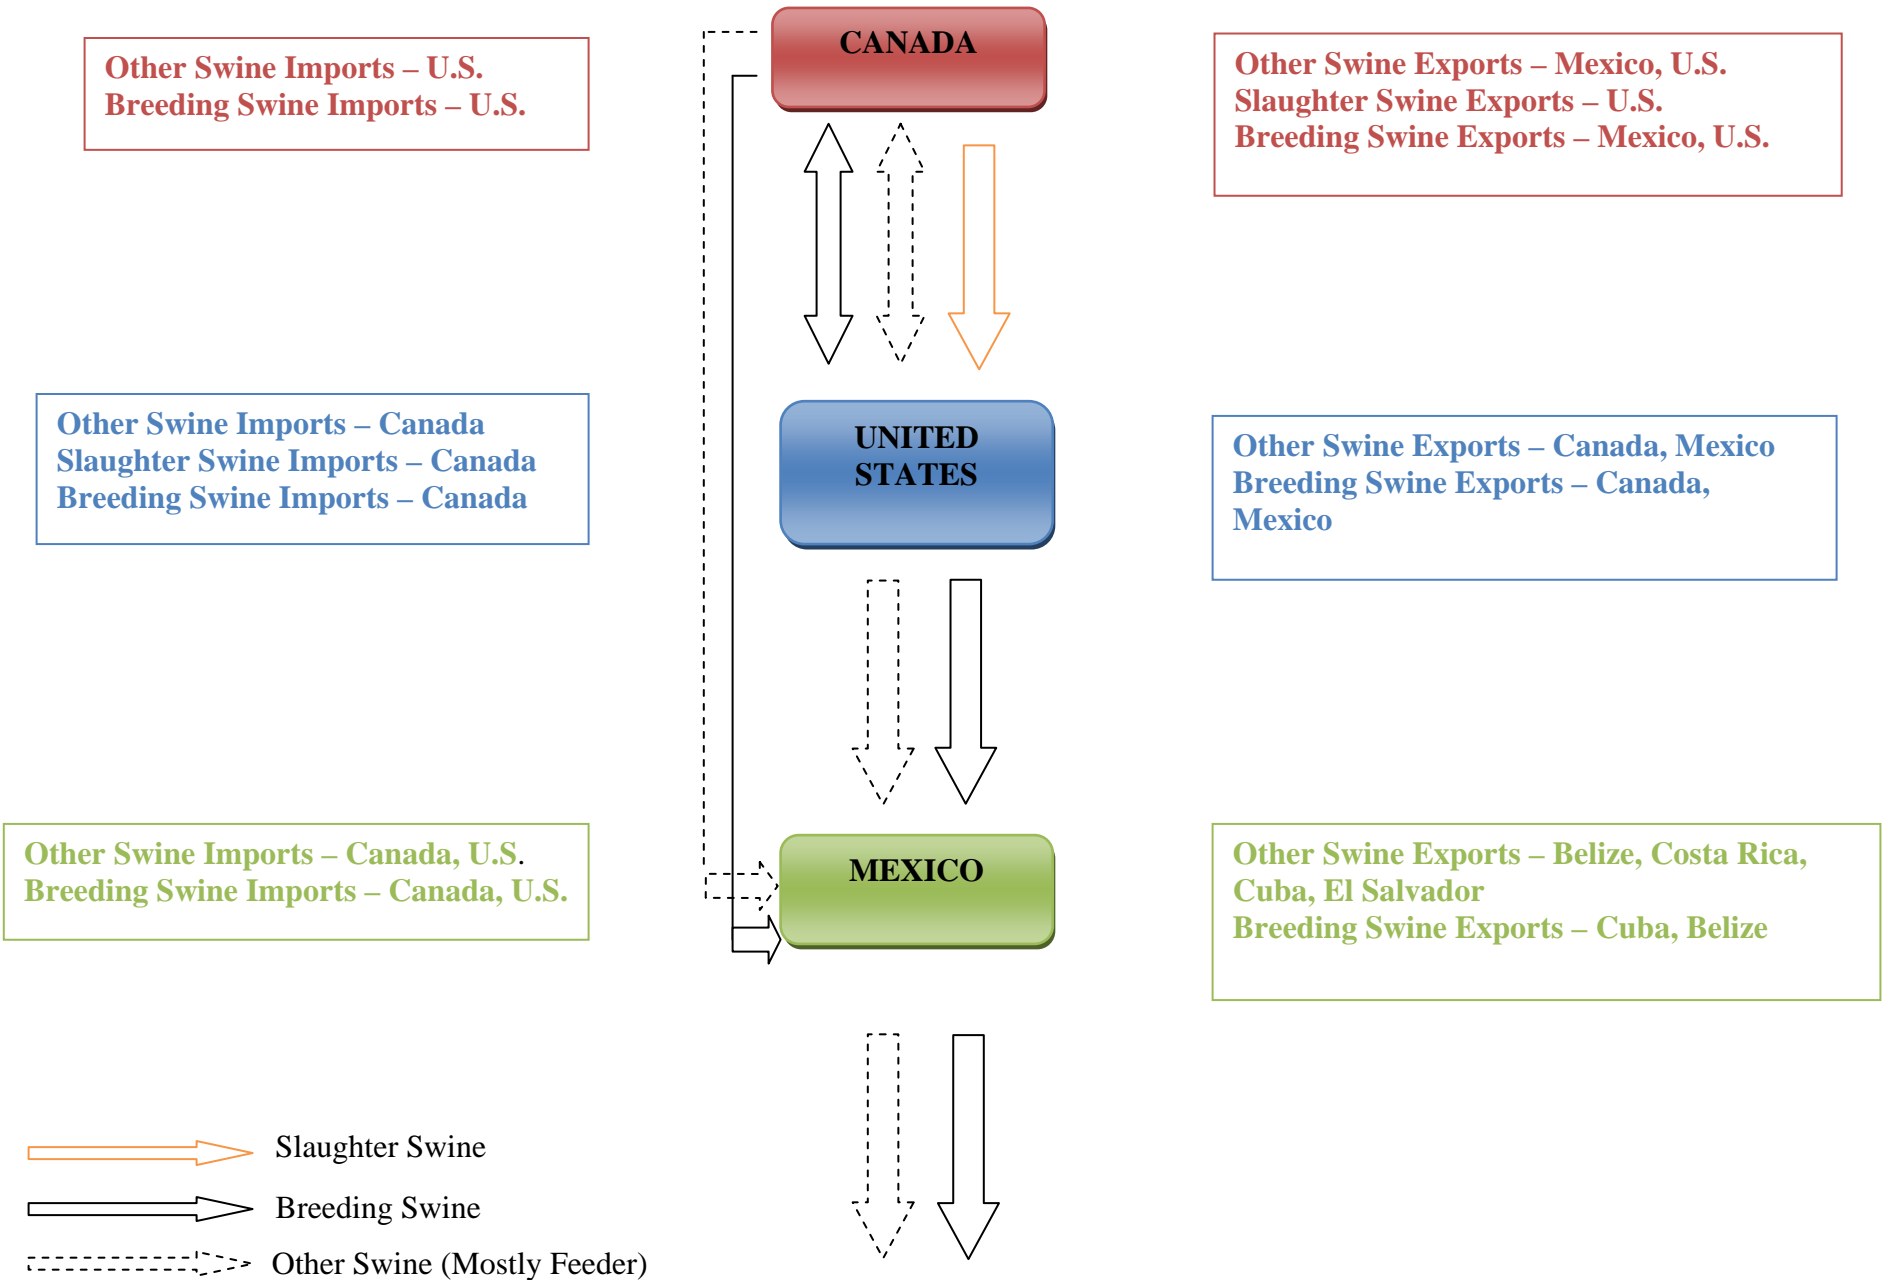 CANADA
Other Swine Imports – U.S.
Breeding Swine Imports – U.S.
Other Swine Exports – Mexico, U.S.
Slaughter Swine Exports – U.S.
Breeding Swine Exports – Mexico, U.S.
Other Swine Imports – Canada
Slaughter Swine Imports – Canada
Breeding Swine Imports – Canada
UNITED
STATES
Other Swine Exports – Canada, Mexico
Breeding Swine Exports – Canada,
Mexico
Other Swine Imports – Canada, U.S.
Breeding Swine Imports – Canada, U.S.
MEXICO
Other Swine Exports – Belize, Costa Rica,
Cuba, El Salvador
Breeding Swine Exports – Cuba, Belize
Slaughter Swine
Breeding Swine
Other Swine (Mostly Feeder)